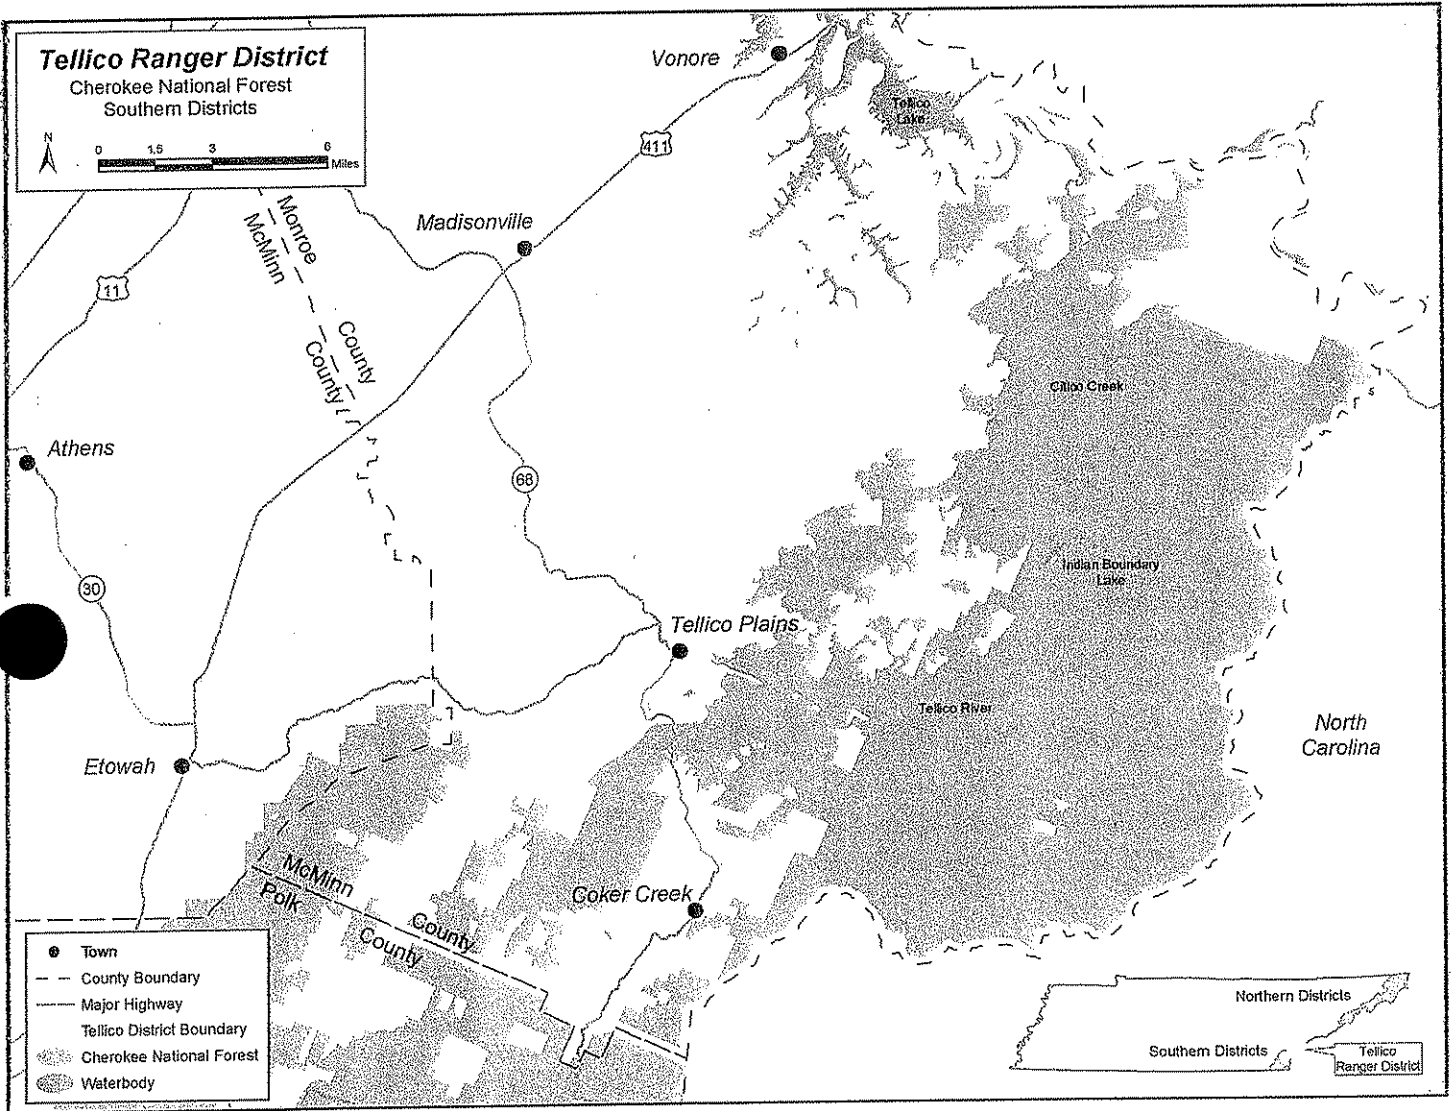 Tellico Ranger District
Cherokee National Forest
Southern Districts
N
0 1.5 3 6
Miles
Vonore
Tellico
Lake
411
Monroe
McMinn
Madisonville
11
County
County
Citico Creek
Athens
68
30
Indian Boundary
Lake
Tellico Plains
Tellico River
North
Carolina
Etowah
McMinn
Polk
Coker Creek
County
County
Town
County Boundary
Major Highway
Tellico District Boundary
Cherokee National Forest
Waterbody
Northern Districts
Southern Districts
Tellico
Ranger District